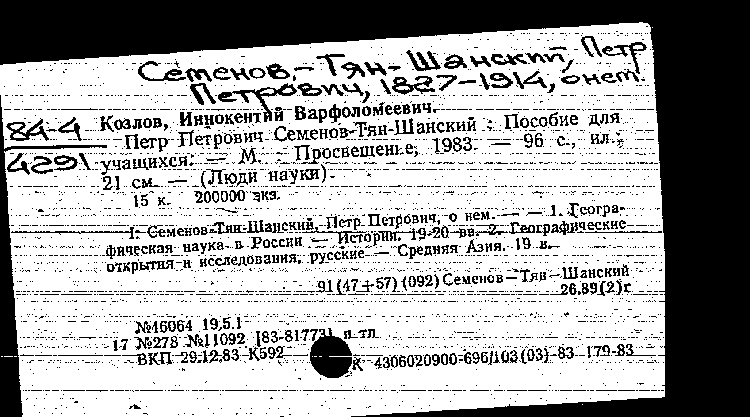 Семенов-Тян-Шанский, Петр
Петрович, 1827-1914, о нем.
84-4
4291
Козлов, Иннокентий Варфоломеевич.
Петр Петрович Семенов-Тян-Шанский : Пособие для
учащихся. — М. : Просвещение, 1983. — 96 с., ил.;
21 см. — (Люди науки).
15 к. 200000 экз.
1. Семенов-Тян-Шанский, Петр Петрович, о нем. — — 1. Геогра-
фическая наука в России — История, 19-20 вв. 2. Географические
открытия и исследования, русские — Средняя Азия, 19 в.
91(47+57)(092) Семенов-Тян-Шанский
26.89(2)г
№16064 19.5.1
17 №278 №11092 [83-81773] п тл
ВКП 29.12.83 К592
К 4306020900-696/103(03)-83 179-83